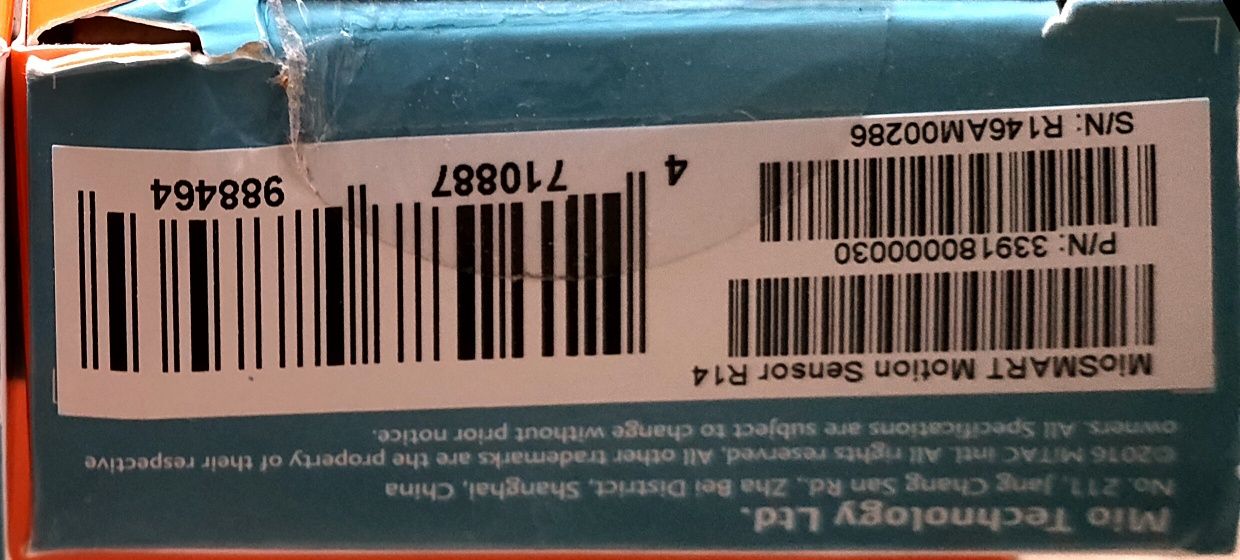 Mio Technology Ltd.
No. 211, Jang Chang San Rd., Zha Bei District, Shanghai, China
©2016 MiTAC Intl. All rights reserved. All other trademarks are the property of their respective
owners. All Specifications are subject to change without prior notice.
MioSMART Motion Sensor R14
P/N: 339180000030
S/N: R146AM00286
4 710887 988464